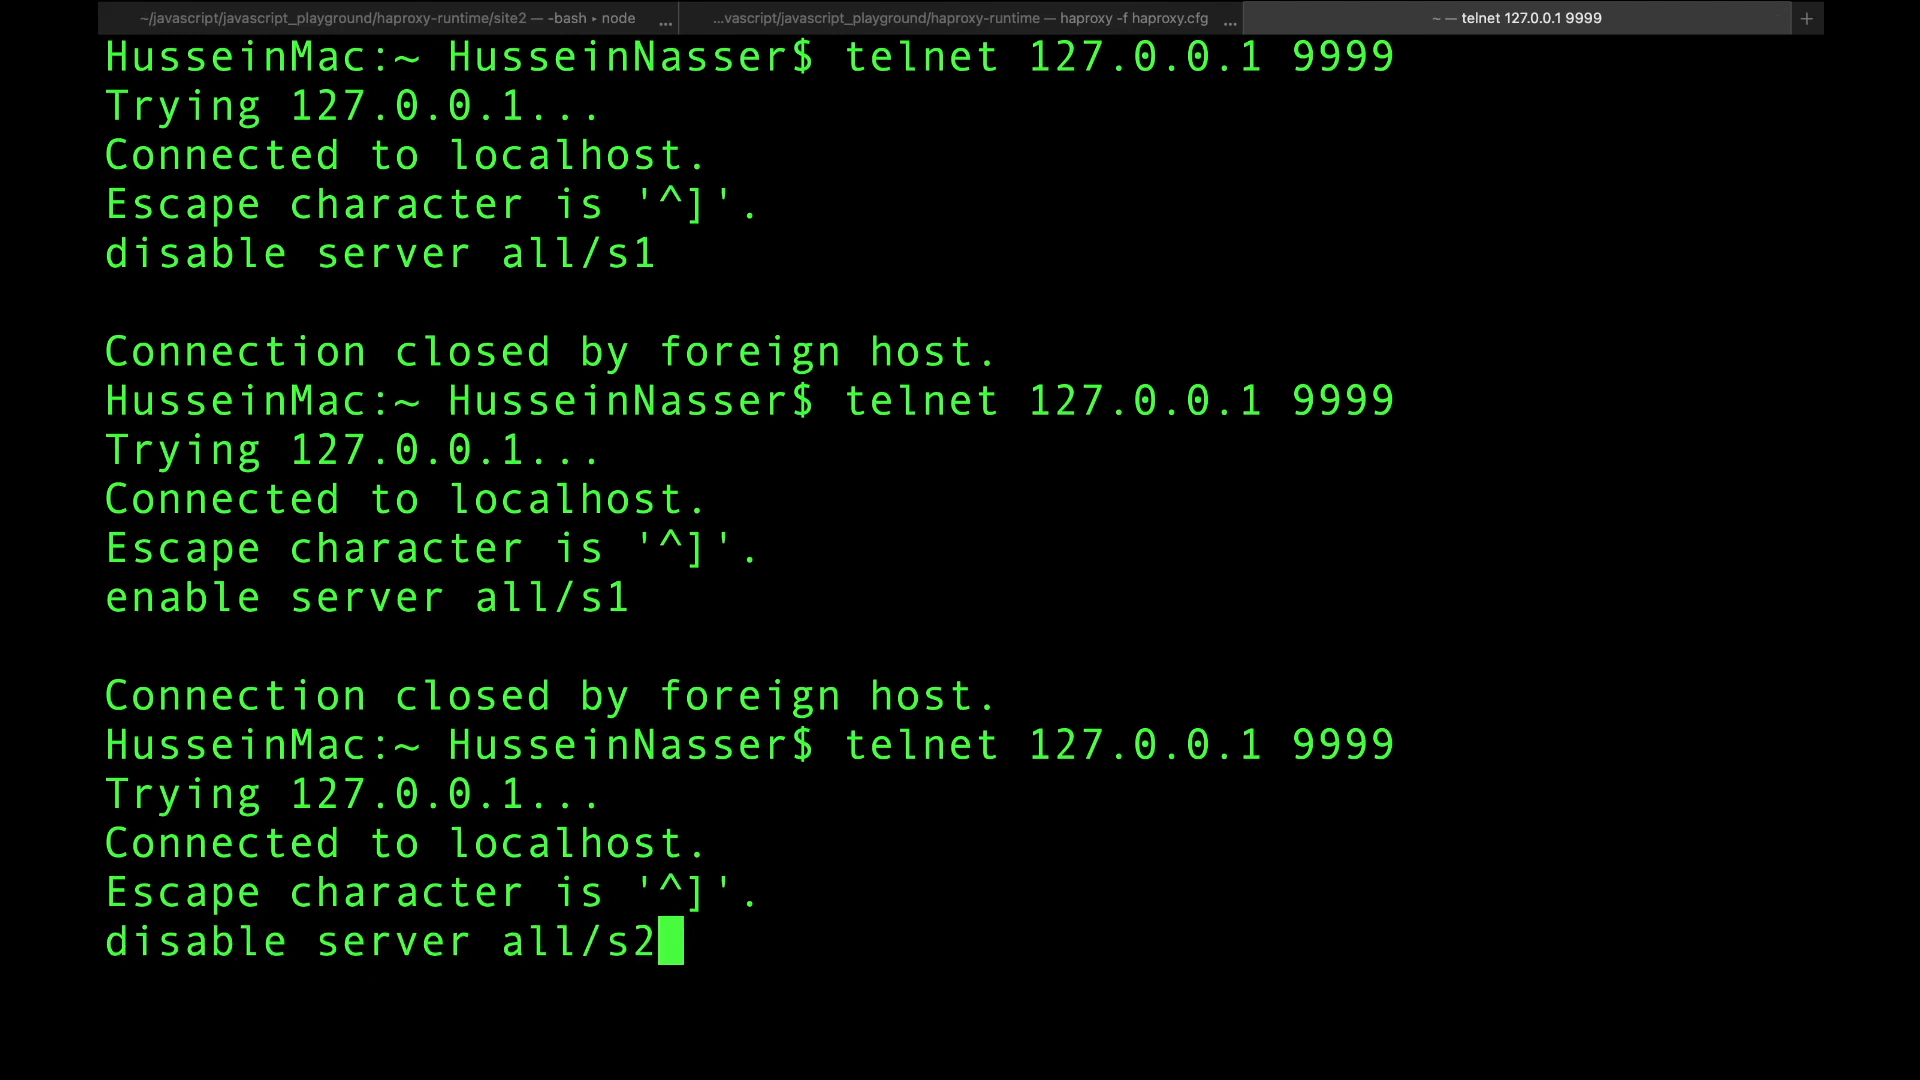 ~/javascript/javascript_playground/haproxy-runtime/site2 — -bash ▸ node ...
...vascript/javascript_playground/haproxy-runtime — haproxy -f haproxy.cfg ...
~ — telnet 127.0.0.1 9999 +
HusseinMac:~ HusseinNasser$ telnet 127.0.0.1 9999
Trying 127.0.0.1...
Connected to localhost.
Escape character is '^]'.
disable server all/s1
Connection closed by foreign host.
HusseinMac:~ HusseinNasser$ telnet 127.0.0.1 9999
Trying 127.0.0.1...
Connected to localhost.
Escape character is '^]'.
enable server all/s1
Connection closed by foreign host.
HusseinMac:~ HusseinNasser$ telnet 127.0.0.1 9999
Trying 127.0.0.1...
Connected to localhost.
Escape character is '^]'.
disable server all/s2